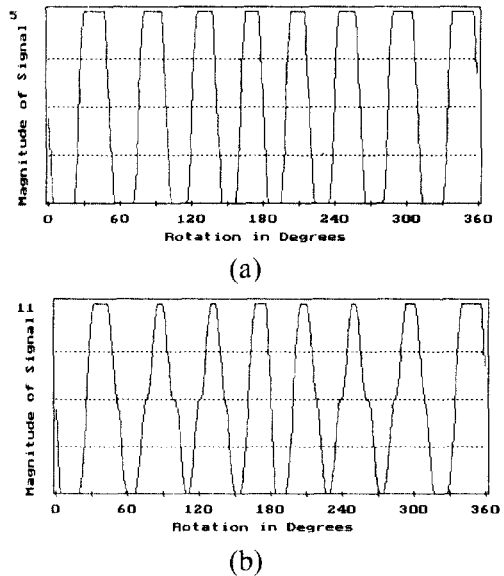 5
Magnitude of Signal
0 60 120 180 240 300 360
Rotation in Degrees
(a)
11
Magnitude of Signal
0 60 120 180 240 300 360
Rotation in Degrees
(b)